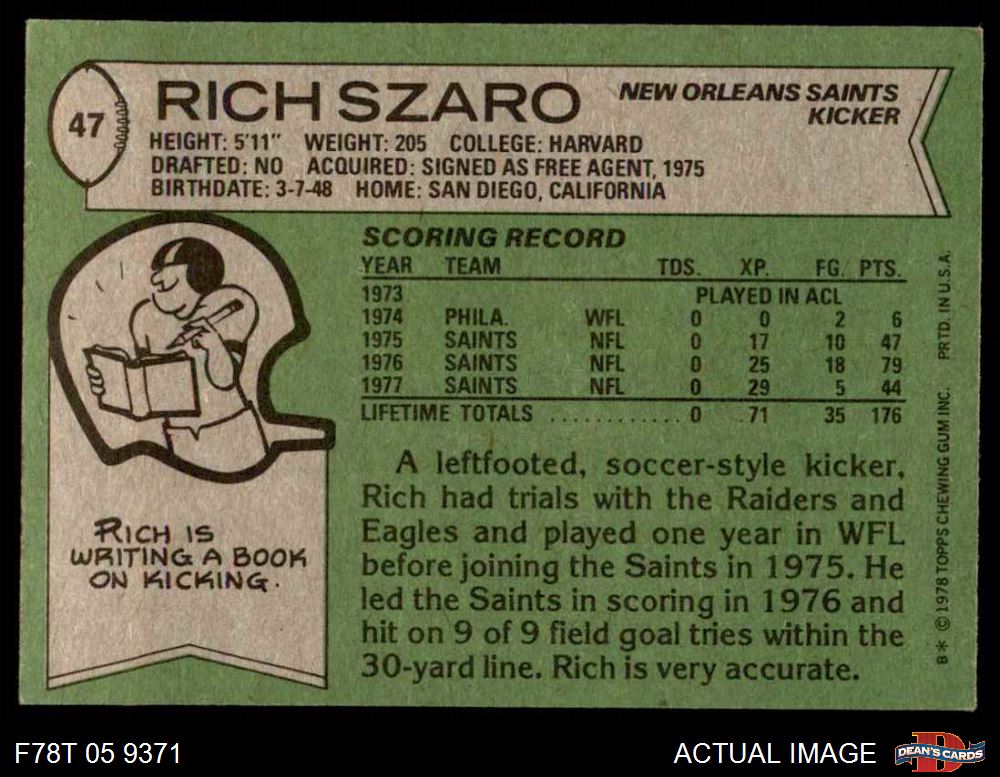 47
RICH SZARO
NEW ORLEANS SAINTS
KICKER
HEIGHT: 5'11" WEIGHT: 205 COLLEGE: HARVARD
DRAFTED: NO ACQUIRED: SIGNED AS FREE AGENT, 1975
BIRTHDATE: 3-7-48 HOME: SAN DIEGO, CALIFORNIA
SCORING RECORD
YEAR TEAM TDS. XP. FG. PTS.
1973 PLAYED IN ACL
1974 PHILA. WFL 0 0 2 6
1975 SAINTS NFL 0 17 10 47
1976 SAINTS NFL 0 25 18 79
1977 SAINTS NFL 0 29 5 44
LIFETIME TOTALS ............ 0 71 35 176
A leftfooted, soccer-style kicker,
Rich had trials with the Raiders and
Eagles and played one year in WFL
before joining the Saints in 1975. He
led the Saints in scoring in 1976 and
hit on 9 of 9 field goal tries within the
30-yard line. Rich is very accurate.
RICH IS
WRITING A BOOK
ON KICKING.
B* © 1978 TOPPS CHEWING GUM INC. PRTD. IN U.S.A.
F78T 05 9371
ACTUAL IMAGE
D
DEAN'S CARDS